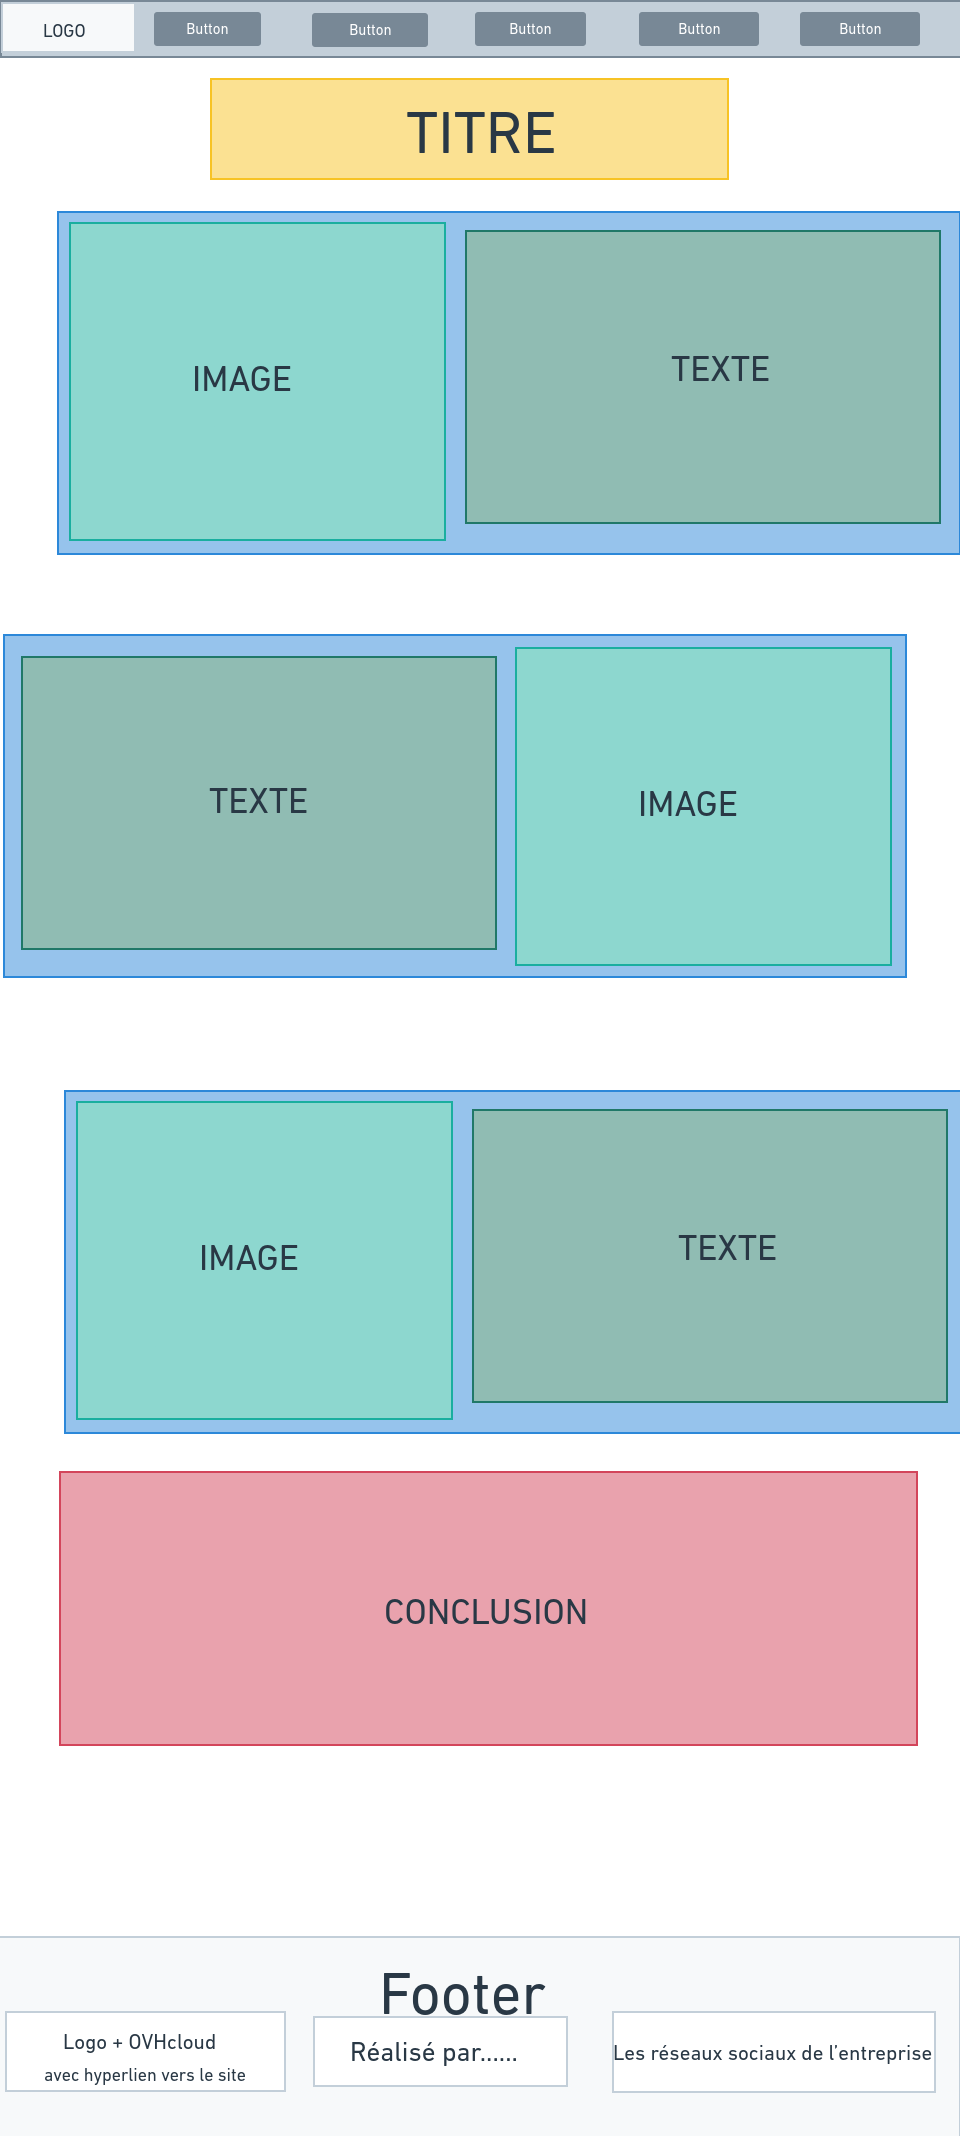 LOGO
Button
Button
Button
Button
Button
TITRE
IMAGE
TEXTE
TEXTE
IMAGE
IMAGE
TEXTE
CONCLUSION
Footer
Logo + OVHcloud
avec hyperlien vers le site
Réalisé par......
Les réseaux sociaux de l'entreprise